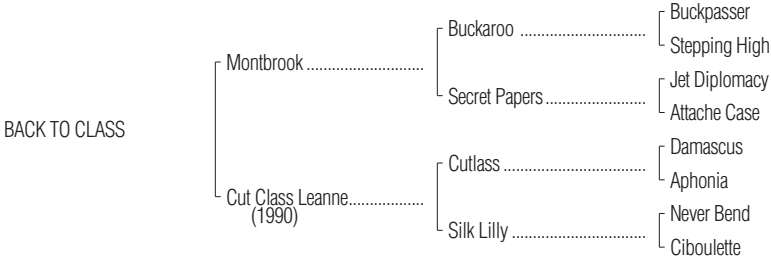 Buckpasser
Buckaroo ..............................
Stepping High
Montbrook ...........................
Jet Diplomacy
Secret Papers........................
Attache Case
BACK TO CLASS
Damascus
Cutlass ..................................
Aphonia
Cut Class Leanne..................
(1990)
Never Bend
Silk Lilly ................................
Ciboulette